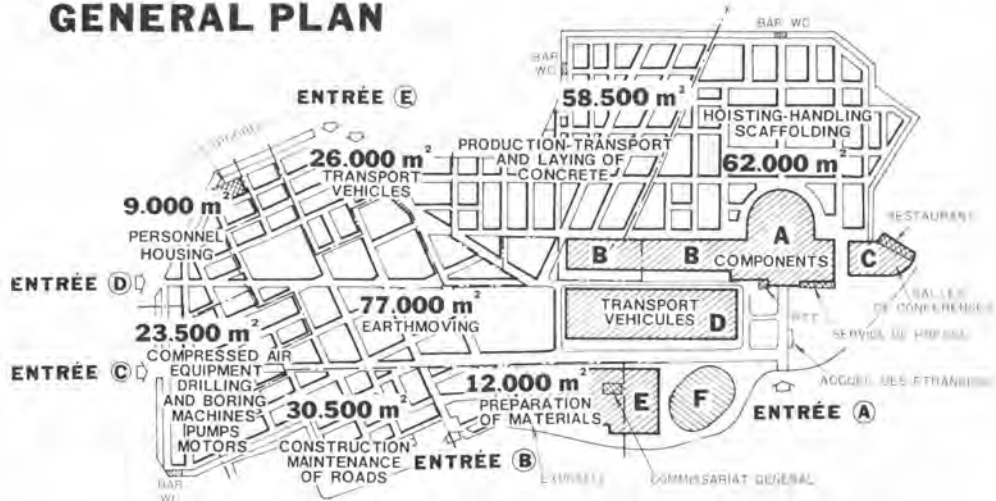 GENERAL PLAN
BAR WC
BAR
WC
ENTRÉE E
58.500 m²
HOISTING-HANDLING
SCAFFOLDING
62.000 m²
PRODUCTION-TRANSPORT
AND LAYING OF
CONCRETE
26.000 m²
TRANSPORT
VEHICLES
9.000 m²
PERSONNEL
HOUSING
RESTAURANT
A
B
B
COMPONENTS
C
ENTRÉE D
SALLES
DE CONFERENCES
77.000 m²
EARTHMOVING
TRANSPORT
VEHICULES
D
SERVICE DE PRESSE
23.500 m²
COMPRESSED AIR
EQUIPMENT
DRILLING
AND BORING
MACHINES
PUMPS
MOTORS
ENTRÉE C
ACCUEIL DES ETRANGERS
12.000 m²
PREPARATION
OF MATERIALS
E
F
ENTRÉE A
30.500 m²
CONSTRUCTION
MAINTENANCE
OF ROADS
ENTRÉE B
COMMISSARIAT GENERAL
BAR
WC